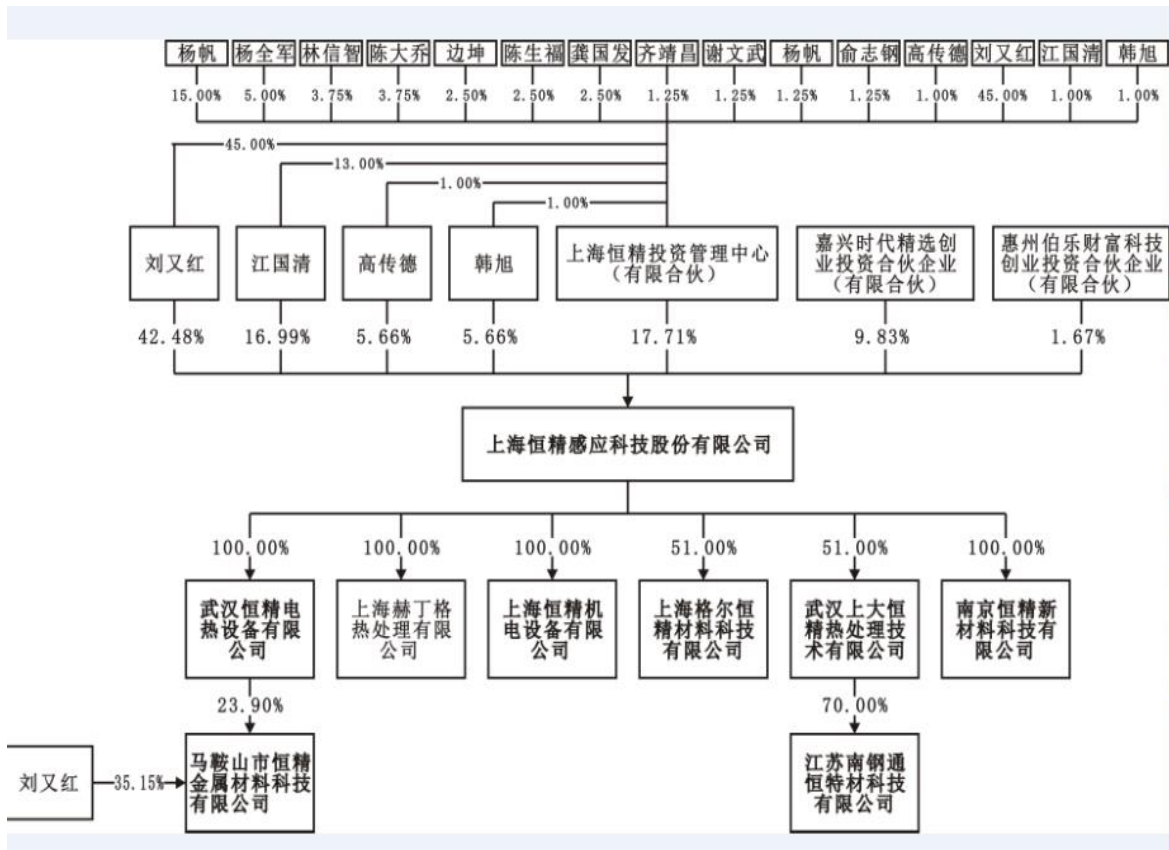 杨帆 杨全军 林信智 陈大乔 边坤 陈生福 龚国发 齐靖昌 谢文武 杨帆 俞志钢 高传德 刘又红 江国清 韩旭
15.00% 5.00% 3.75% 3.75% 2.50% 2.50% 2.50% 1.25% 1.25% 1.25% 1.25% 1.00% 45.00% 1.00% 1.00%
45.00%
13.00%
1.00%
1.00%
刘又红
江国清
高传德
韩旭
上海恒精投资管理中心
（有限合伙）
嘉兴时代精选创
业投资合伙企业
（有限合伙）
惠州伯乐财富科技
创业投资合伙企业
（有限合伙）
42.48% 16.99% 5.66% 5.66% 17.71% 9.83% 1.67%
上海恒精感应科技股份有限公司
100.00% 100.00% 100.00% 51.00% 51.00% 100.00%
武汉恒精电
热设备有限
公司
上海赫丁格
热处理有限
公司
上海恒精机
电设备有限
公司
上海格尔恒
精材料科技
有限公司
武汉上大恒
精热处理技
术有限公司
南京恒精新
材料科技有
限公司
23.90% 70.00%
刘又红
35.15%
马鞍山市恒精
金属材料科技
有限公司
江苏南钢通
恒特材科技
有限公司